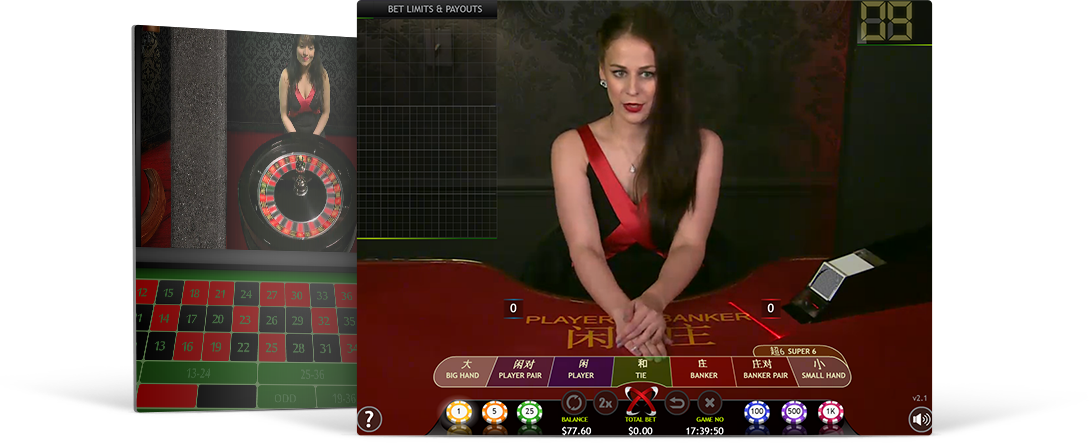 BET LIMITS & PAYOUTS
09
12 15 18 21 24 27 30 33 36
11 14 17 20 23 26 29 32 35
13 16 19 22 25 28 31 34
13-24 25-36
ODD 19-36
0 0
PLAYER BANKER
闲 庄
超6 SUPER 6
大 闲对 闲 和 庄 庄对 小
BIG HAND PLAYER PAIR PLAYER TIE BANKER BANKER PAIR SMALL HAND
2x
v2.1
1 5 25 100 500 1K
BALANCE TOTAL BET GAME NO
$77.60 $0.00 17:39:50
?